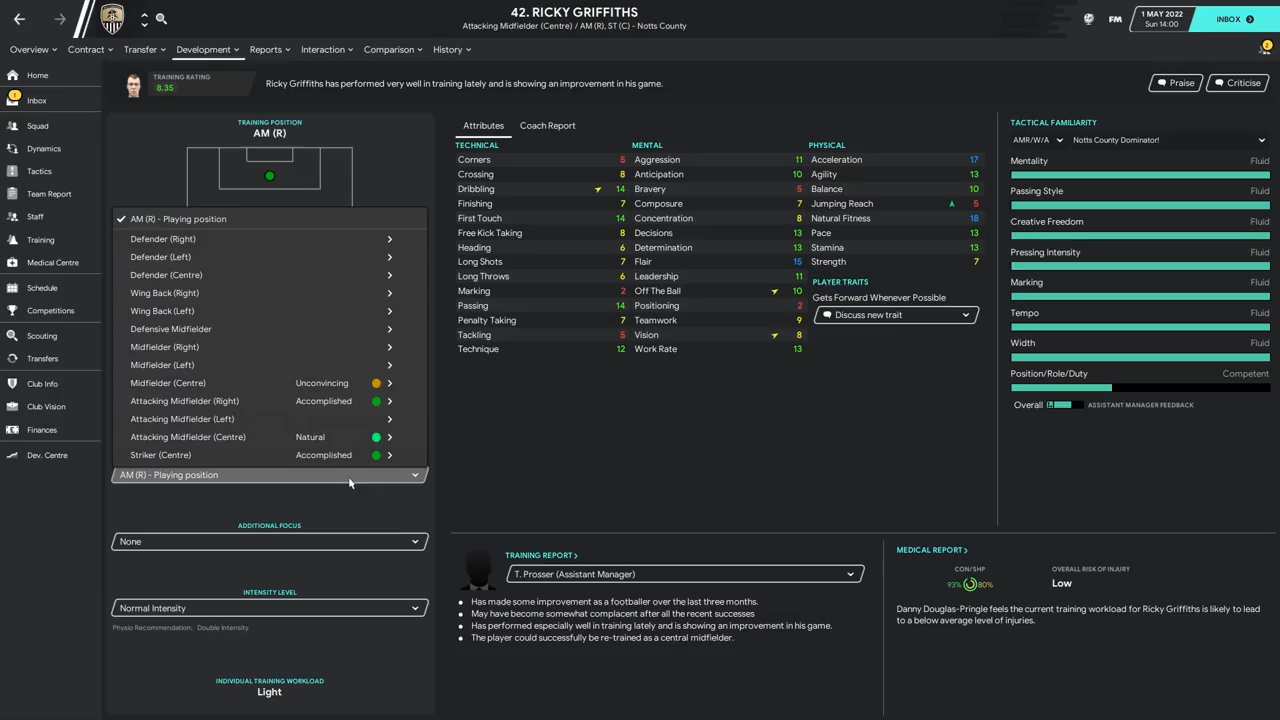 42. RICKY GRIFFITHS
Attacking Midfielder (Centre) / AM (R), ST (C) - Notts County
FM
1 MAY 2022
Sun 14:00
INBOX
2
Overview
Contract
Transfer
Development
Reports
Interaction
Comparison
History
Home
1
Inbox
Squad
Dynamics
Tactics
Team Report
Staff
Training
Medical Centre
Schedule
Competitions
Scouting
Transfers
Club Info
Club Vision
Finances
Dev. Centre
TRAINING RATING
8.35
Ricky Griffiths has performed very well in training lately and is showing an improvement in his game.
Praise
Criticise
TRAINING POSITION
AM (R)
AM (R) - Playing position
Defender (Right)
Defender (Left)
Defender (Centre)
Wing Back (Right)
Wing Back (Left)
Defensive Midfielder
Midfielder (Right)
Midfielder (Left)
Midfielder (Centre) Unconvincing
Attacking Midfielder (Right) Accomplished
Attacking Midfielder (Left)
Attacking Midfielder (Centre) Natural
Striker (Centre) Accomplished
AM (R) - Playing position
ADDITIONAL FOCUS
None
INTENSITY LEVEL
Normal Intensity
Physio Recommendation: Double Intensity
INDIVIDUAL TRAINING WORKLOAD
Light
Attributes
Coach Report
TECHNICAL
Corners 5
Crossing 8
Dribbling 14
Finishing 7
First Touch 14
Free Kick Taking 8
Heading 6
Long Shots 7
Long Throws 6
Marking 2
Passing 14
Penalty Taking 7
Tackling 5
Technique 12
MENTAL
Aggression 11
Anticipation 10
Bravery 5
Composure 7
Concentration 8
Decisions 13
Determination 13
Flair 15
Leadership 11
Off The Ball 10
Positioning 2
Teamwork 9
Vision 8
Work Rate 13
PHYSICAL
Acceleration 17
Agility 13
Balance 10
Jumping Reach 5
Natural Fitness 18
Pace 13
Stamina 13
Strength 7
PLAYER TRAITS
Gets Forward Whenever Possible
Discuss new trait
TACTICAL FAMILIARITY
AMR/W/A
Notts County Dominator!
Mentality Fluid
Passing Style Fluid
Creative Freedom Fluid
Pressing Intensity Fluid
Marking Fluid
Tempo Fluid
Width Fluid
Position/Role/Duty Competent
Overall
ASSISTANT MANAGER FEEDBACK
TRAINING REPORT
T. Prosser (Assistant Manager)
Has made some improvement as a footballer over the last three months.
May have become somewhat complacent after all the recent successes
Has performed especially well in training lately and is showing an improvement in his game.
The player could successfully be re-trained as a central midfielder.
MEDICAL REPORT
CON/SHP
93% 80%
OVERALL RISK OF INJURY
Low
Danny Douglas-Pringle feels the current training workload for Ricky Griffiths is likely to lead
to a below average level of injuries.